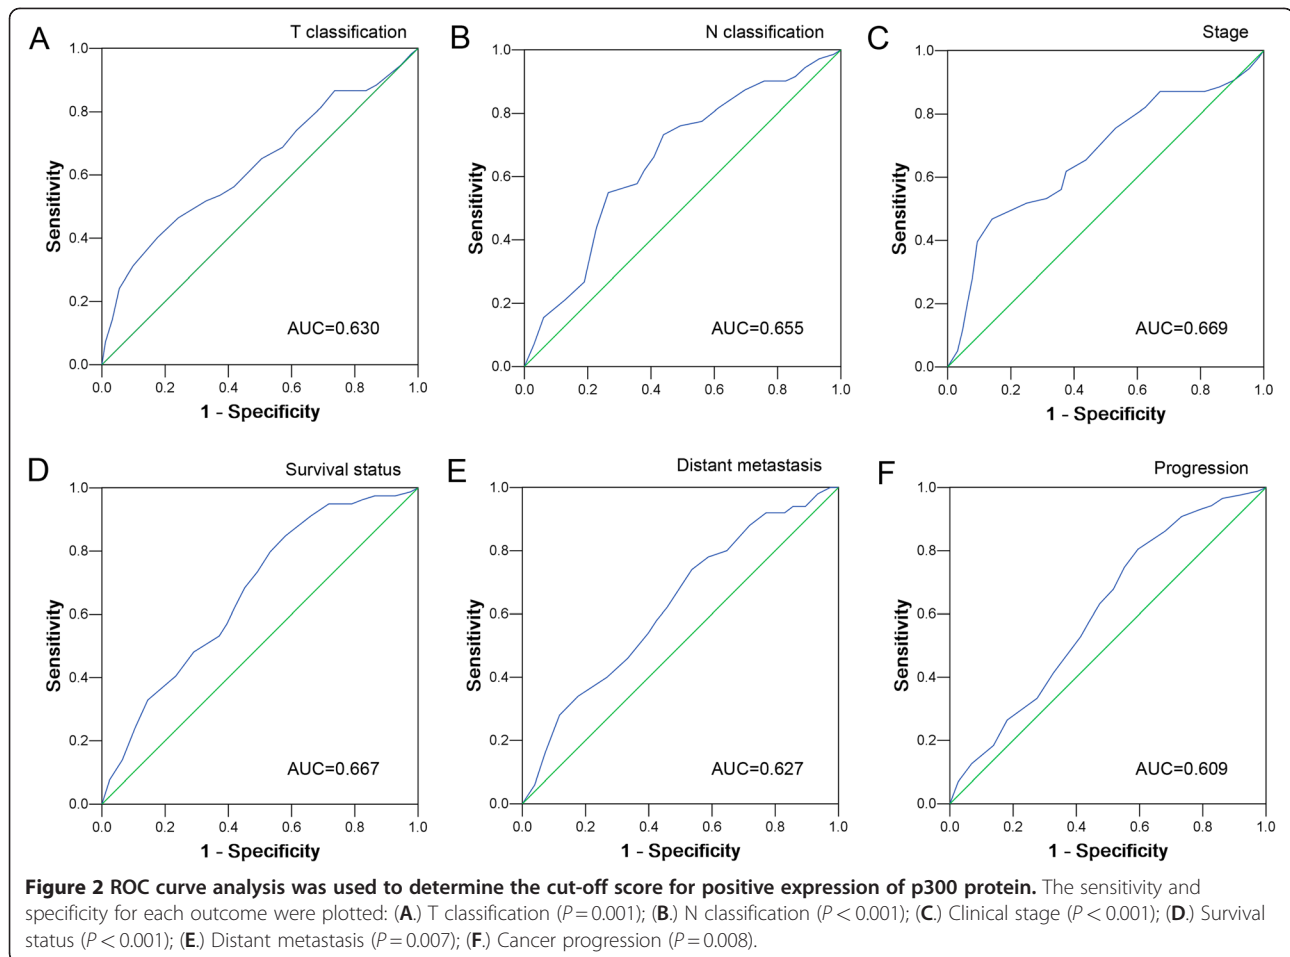 A
T classification
1.0
0.8
0.6
0.4
0.2
0.0
Sensitivity
AUC=0.630
0.0 0.2 0.4 0.6 0.8 1.0
1 - Specificity
B
N classification
1.0
0.8
0.6
0.4
0.2
0.0
Sensitivity
AUC=0.655
0.0 0.2 0.4 0.6 0.8 1.0
1 - Specificity
C
Stage
1.0
0.8
0.6
0.4
0.2
0.0
Sensitivity
AUC=0.669
0.0 0.2 0.4 0.6 0.8 1.0
1 - Specificity
D
Survival status
1.0
0.8
0.6
0.4
0.2
0.0
Sensitivity
AUC=0.667
0.0 0.2 0.4 0.6 0.8 1.0
1 - Specificity
E
Distant metastasis
1.0
0.8
0.6
0.4
0.2
0.0
Sensitivity
AUC=0.627
0.0 0.2 0.4 0.6 0.8 1.0
1 - Specificity
F
Progression
1.0
0.8
0.6
0.4
0.2
0.0
Sensitivity
AUC=0.609
0.0 0.2 0.4 0.6 0.8 1.0
1 - Specificity
Figure 2 ROC curve analysis was used to determine the cut-off score for positive expression of p300 protein. The sensitivity and
specificity for each outcome were plotted: (A.) T classification (P = 0.001); (B.) N classification (P < 0.001); (C.) Clinical stage (P < 0.001); (D.) Survival
status (P < 0.001); (E.) Distant metastasis (P = 0.007); (F.) Cancer progression (P = 0.008).